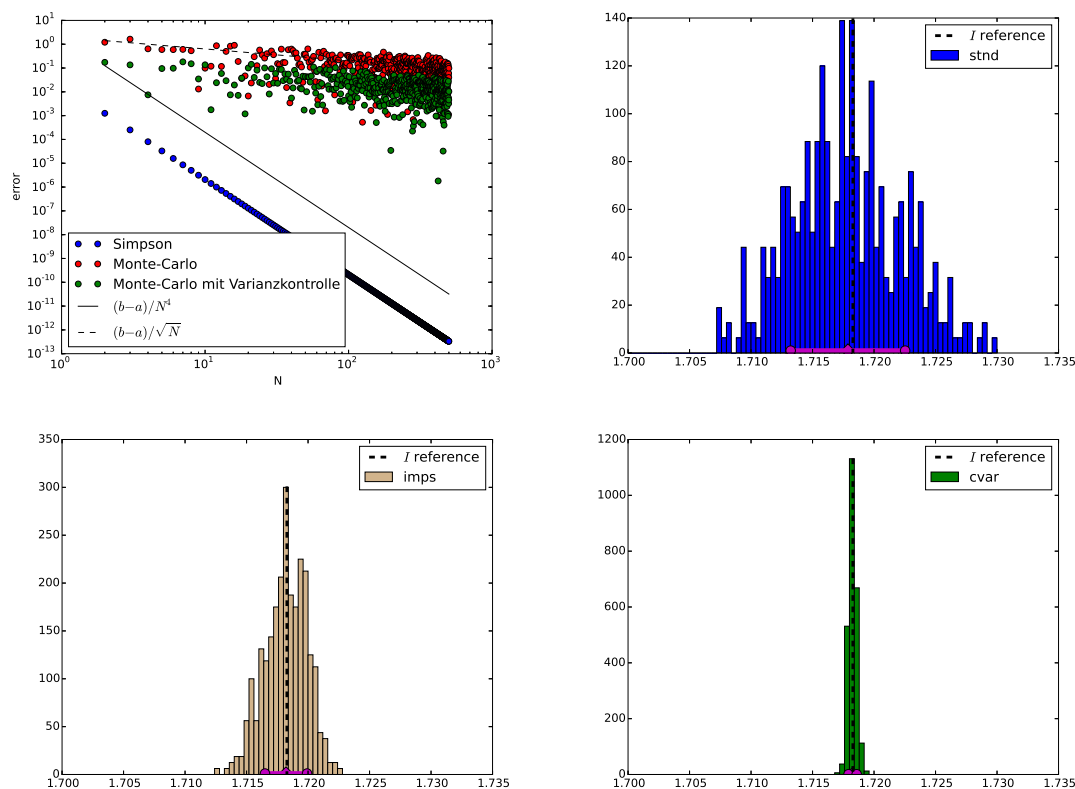 10^1
10^0
10^-1
10^-2
10^-3
10^-4
10^-5
10^-6
10^-7
10^-8
10^-9
10^-10
10^-11
10^-12
10^-13
error
Simpson
Monte-Carlo
Monte-Carlo mit Varianzkontrolle
(b−a)/N^4
(b−a)/√N
10^0 10^1 10^2 10^3
N
140
120
100
80
60
40
20
0
I reference
stnd
1.700 1.705 1.710 1.715 1.720 1.725 1.730 1.735
350
300
250
200
150
100
50
0
I reference
imps
1.700 1.705 1.710 1.715 1.720 1.725 1.730 1.735
1200
1000
800
600
400
200
0
I reference
cvar
1.700 1.705 1.710 1.715 1.720 1.725 1.730 1.735